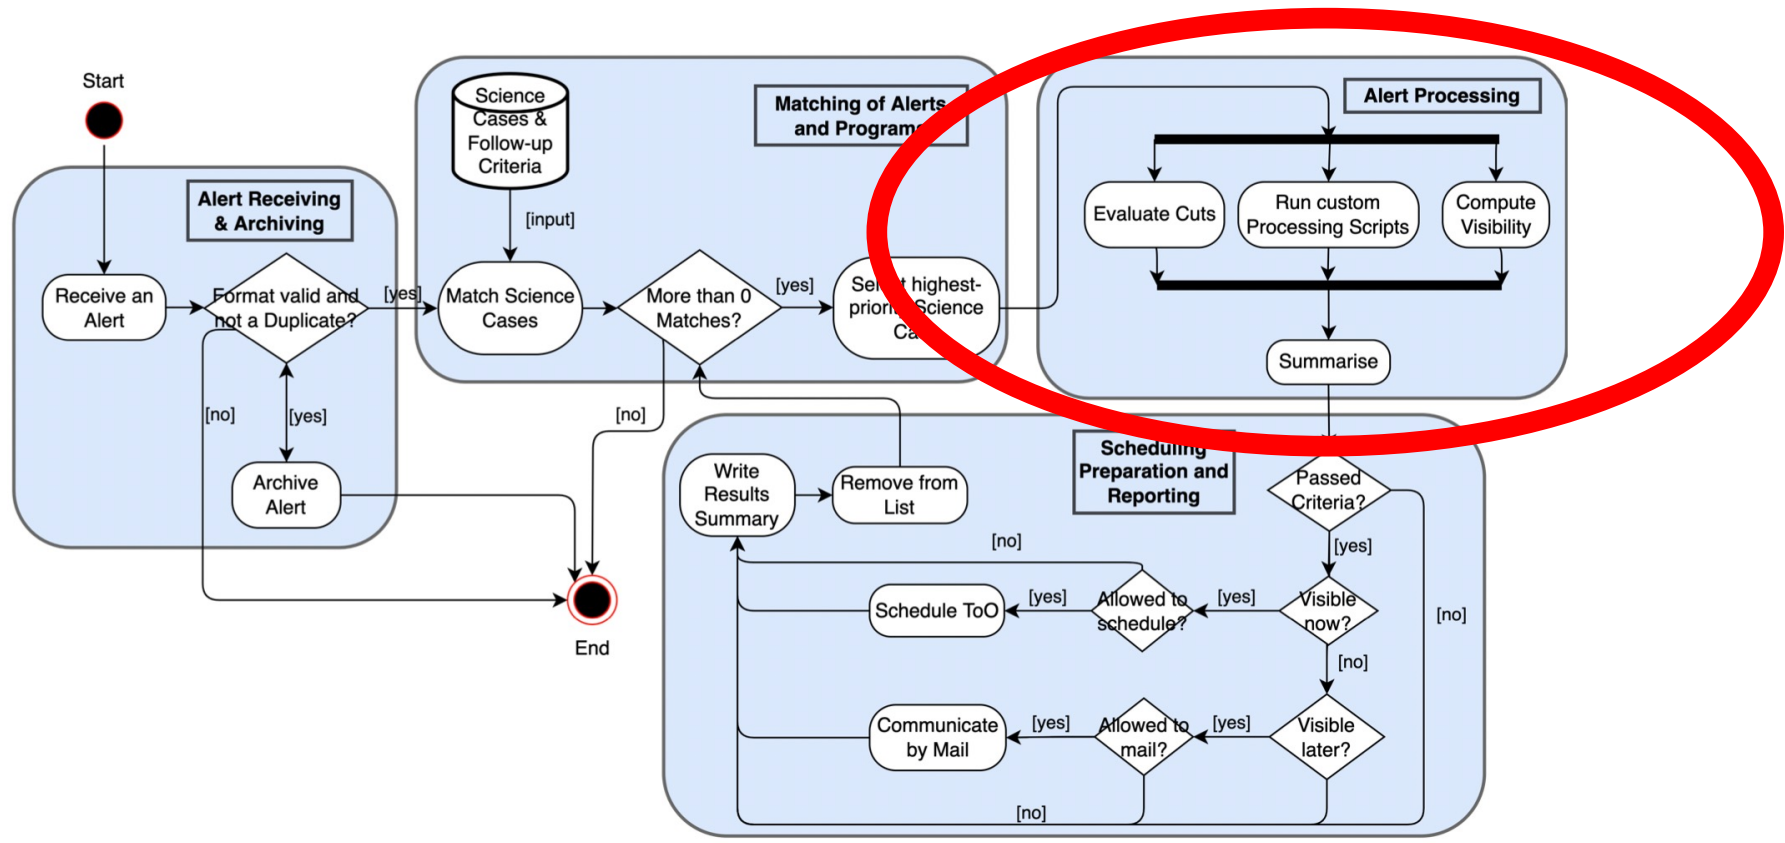 Start
Alert Receiving
& Archiving
Receive an
Alert
Format valid and
not a Duplicate?
[yes]
[no]
[yes]
Archive
Alert
End
Science
Cases &
Follow-up
Criteria
[input]
Matching of Alerts
and Programs
Match Science
Cases
More than 0
Matches?
[yes]
[no]
highest-
Science
Alert Processing
Evaluate Cuts
Run custom
Processing Scripts
Compute
Visibility
Summarise
Scheduling
Preparation and
Reporting
Write
Results
Summary
Remove from
List
Passed
Criteria?
[yes]
[no]
[no]
Schedule ToO
[yes]
Allowed to
schedule?
[yes]
Visible
now?
[no]
Communicate
by Mail
[yes]
Allowed to
mail?
[yes]
Visible
later?
[no]